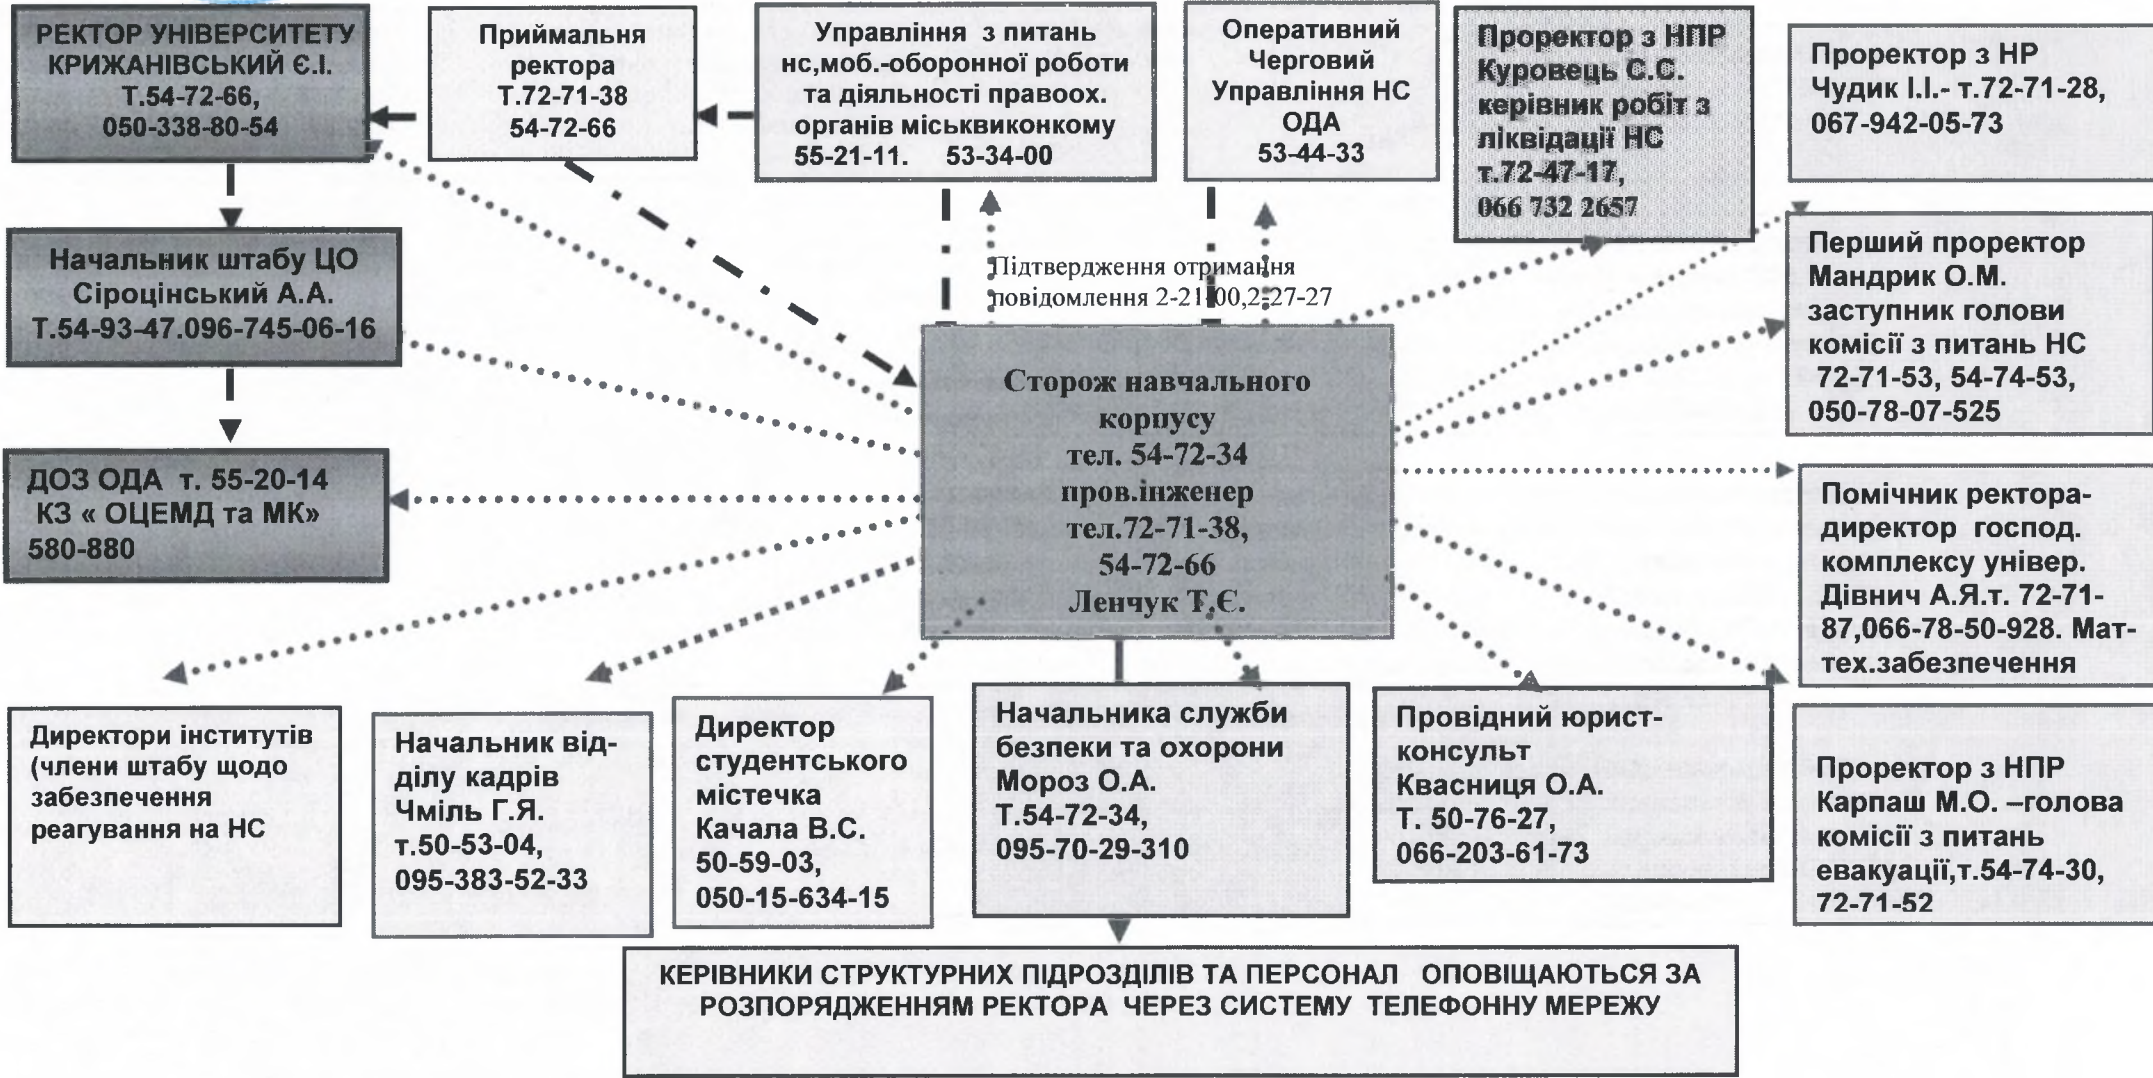 РЕКТОР УНІВЕРСИТЕТУ
КРИЖАНІВСЬКИЙ Є.І.
Т.54-72-66,
050-338-80-54
Приймальня
ректора
Т.72-71-38
54-72-66
Управління з питань
нс,моб.-оборонної роботи
та діяльності правоох.
органів міськвиконкому
55-21-11. 53-34-00
Оперативний
Черговий
Управління НС
ОДА
53-44-33
Проректор з НПР
Куровець С.С.
керівник робіт з
ліквідації НС
т.72-47-17,
066 732 2657
Проректор з НР
Чудик І.І.- т.72-71-28,
067-942-05-73
Начальник штабу ЦО
Сіроцінський А.А.
Т.54-93-47.096-745-06-16
Підтвердження отримання
повідомлення 2-21-00,2-27-27
Перший проректор
Мандрик О.М.
заступник голови
комісії з питань НС
72-71-53, 54-74-53,
050-78-07-525
ДОЗ ОДА т. 55-20-14
КЗ « ОЦЕМД та МК»
580-880
Сторож навчального
корпусу
тел. 54-72-34
пров.інженер
тел.72-71-38,
54-72-66
Ленчук Т.Є.
Помічник ректора-
директор господ.
комплексу універ.
Дівнич А.Я.т. 72-71-
87,066-78-50-928. Мат-
тех.забезпечення
Директори інститутів
(члени штабу щодо
забезпечення
реагування на НС
Начальник від-
ділу кадрів
Чміль Г.Я.
т.50-53-04,
095-383-52-33
Директор
студентського
містечка
Качала В.С.
50-59-03,
050-15-634-15
Начальника служби
безпеки та охорони
Мороз О.А.
Т.54-72-34,
095-70-29-310
Провідний юрист-
консульт
Квасниця О.А.
Т. 50-76-27,
066-203-61-73
Проректор з НПР
Карпаш М.О. –голова
комісії з питань
евакуації,т.54-74-30,
72-71-52
КЕРІВНИКИ СТРУКТУРНИХ ПІДРОЗДІЛІВ ТА ПЕРСОНАЛ ОПОВІЩАЮТЬСЯ ЗА
РОЗПОРЯДЖЕННЯМ РЕКТОРА ЧЕРЕЗ СИСТЕМУ ТЕЛЕФОННУ МЕРЕЖУ